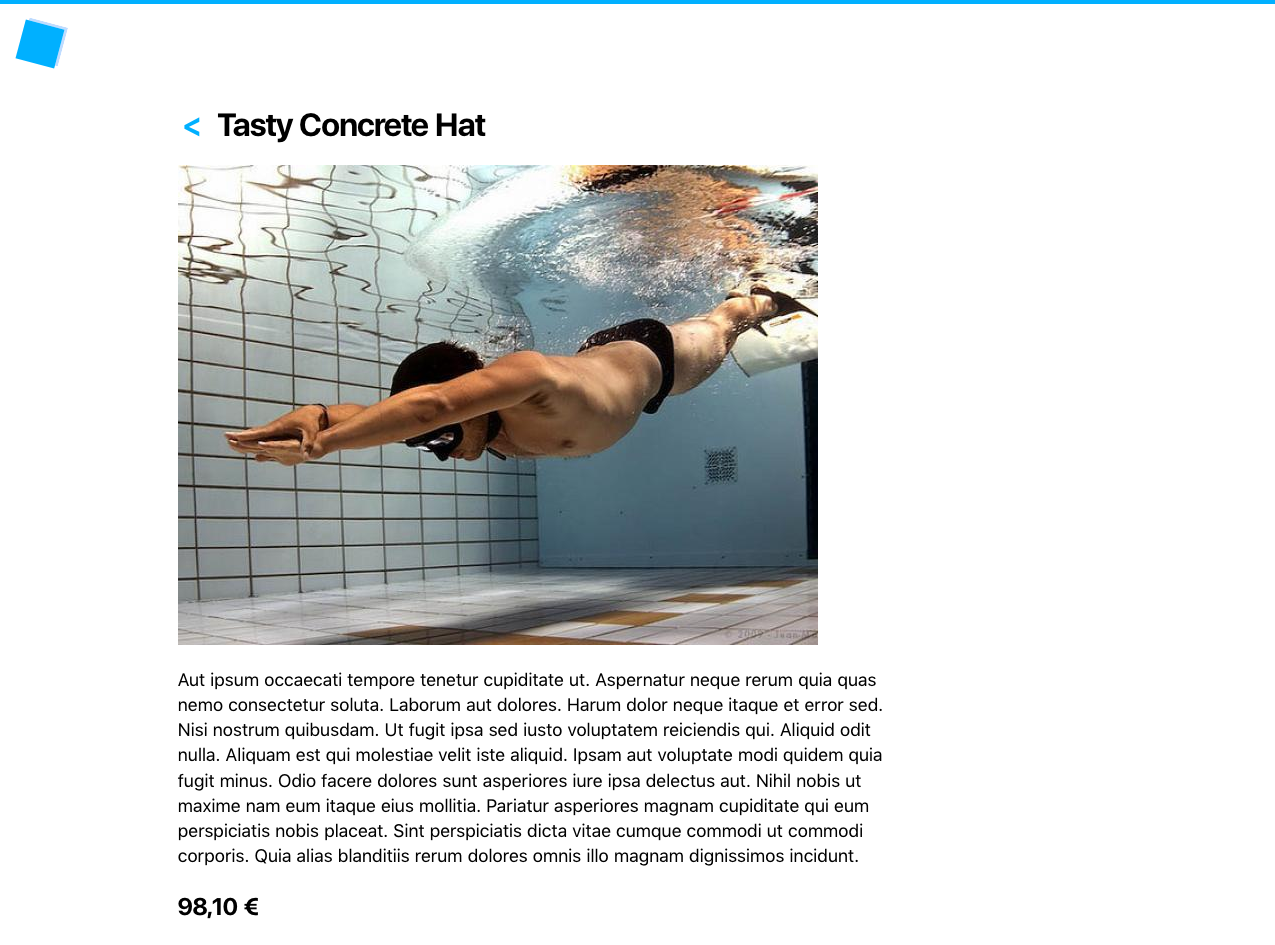 < Tasty Concrete Hat
© 2009 - Jean-M
Aut ipsum occaecati tempore tenetur cupiditate ut. Aspernatur neque rerum quia quas
nemo consectetur soluta. Laborum aut dolores. Harum dolor neque itaque et error sed.
Nisi nostrum quibusdam. Ut fugit ipsa sed iusto voluptatem reiciendis qui. Aliquid odit
nulla. Aliquam est qui molestiae velit iste aliquid. Ipsam aut voluptate modi quidem quia
fugit minus. Odio facere dolores sunt asperiores iure ipsa delectus aut. Nihil nobis ut
maxime nam eum itaque eius mollitia. Pariatur asperiores magnam cupiditate qui eum
perspiciatis nobis placeat. Sint perspiciatis dicta vitae cumque commodi ut commodi
corporis. Quia alias blanditiis rerum dolores omnis illo magnam dignissimos incidunt.
98,10 €